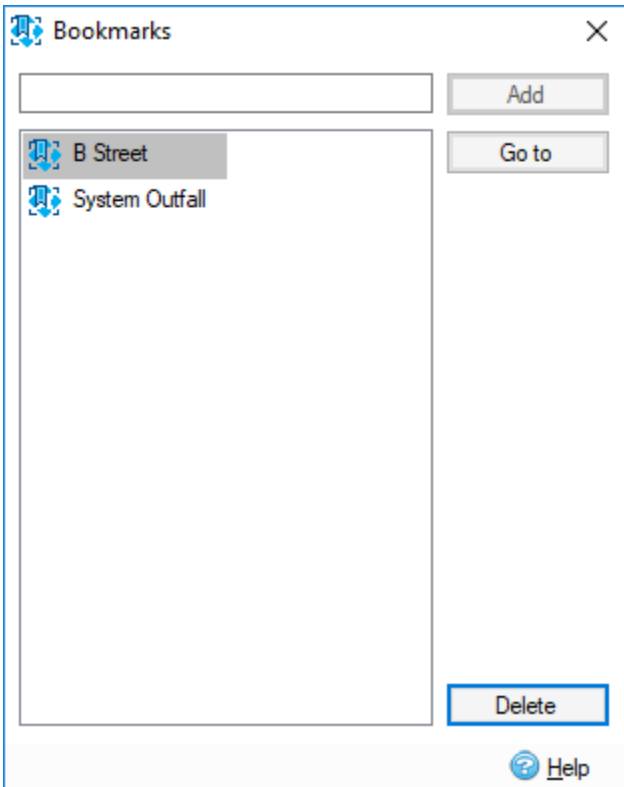 Bookmarks
Add
B Street
Go to
System Outfall
Delete
Help